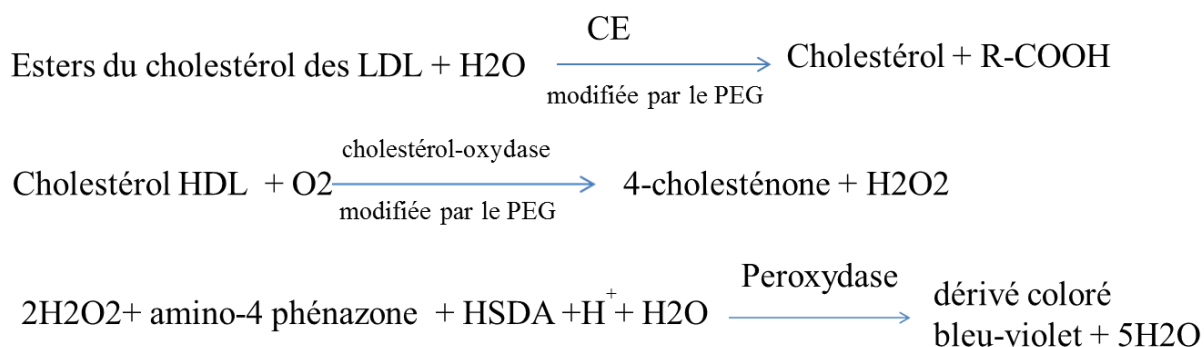 CE
Esters du cholestérol des LDL + H2O Cholestérol + R-COOH
modifiée par le PEG
cholestérol-oxydase
Cholestérol HDL + O2 4-cholesténone + H2O2
modifiée par le PEG
Peroxydase
2H2O2+ amino-4 phénazone + HSDA +H+ + H2O dérivé coloré
bleu-violet + 5H2O